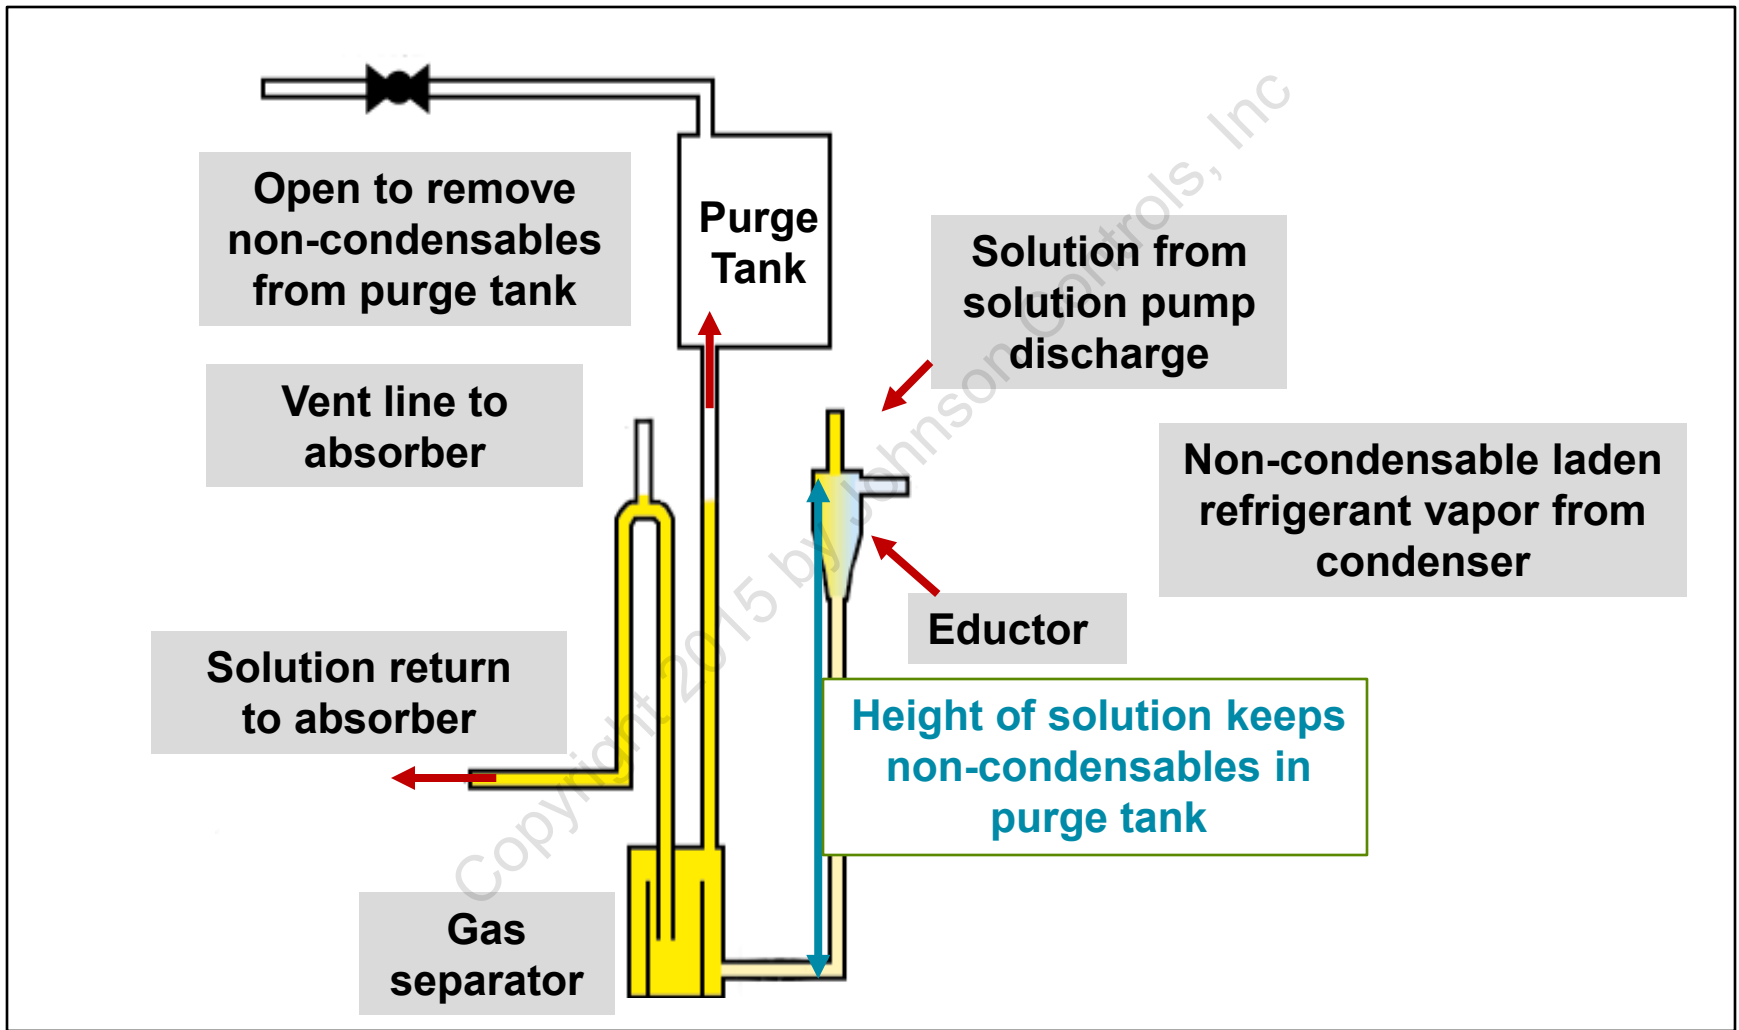 Open to remove
non-condensables
from purge tank
Purge
Tank
Solution from
solution pump
discharge
Vent line to
absorber
Non-condensable laden
refrigerant vapor from
condenser
Eductor
Solution return
to absorber
Height of solution keeps
non-condensables in
purge tank
Gas
separator
Copyright 2015 by Johnson Controls, Inc